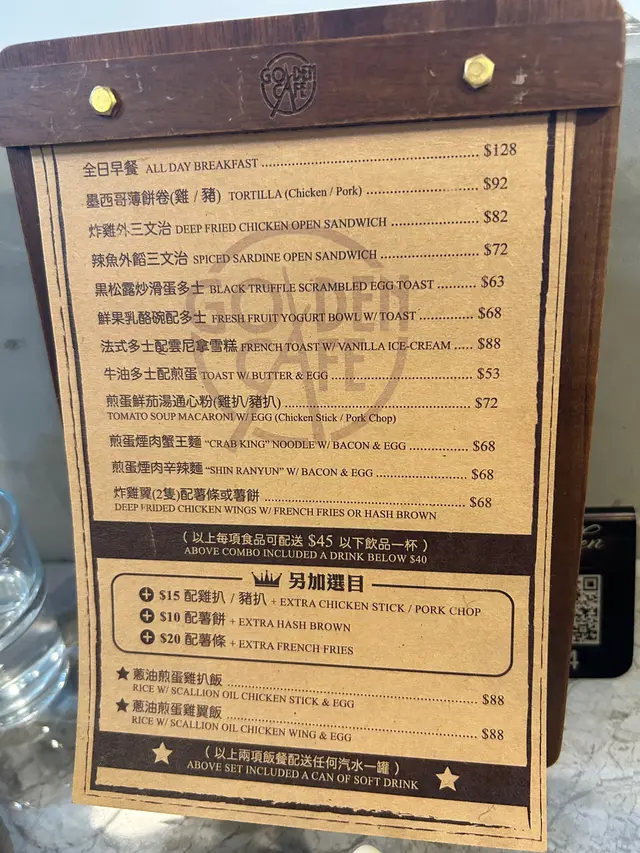 GOLDEN CAFE
全日早餐 ALL DAY BREAKFAST ........ $128
墨西哥薄餅卷(雞 / 豬) TORTILLA (Chicken / Pork) ........ $92
炸雞外三文治 DEEP FRIED CHICKEN OPEN SANDWICH ........ $82
辣魚外餡三文治 SPICED SARDINE OPEN SANDWICH ........ $72
黑松露炒滑蛋多士 BLACK TRUFFLE SCRAMBLED EGG TOAST ........ $63
鮮果乳酪碗配多士 FRESH FRUIT YOGURT BOWL W/ TOAST ........ $68
法式多士配雲尼拿雪糕 FRENCH TOAST W/ VANILLA ICE-CREAM ..... $88
牛油多士配煎蛋 TOAST W/ BUTTER & EGG ........ $53
煎蛋鮮茄湯通心粉(雞扒/豬扒) ........ $72
TOMATO SOUP MACARONI W/ EGG (Chicken Stick / Pork Chop)
煎蛋煙肉蟹王麵 “CRAB KING” NOODLE W/ BACON & EGG ........ $68
煎蛋煙肉辛辣麵 “SHIN RANYUN” W/ BACON & EGG ........ $68
炸雞翼(2隻)配薯條或薯餅 ........ $68
DEEP FRIDED CHICKEN WINGS W/ FRENCH FRIES OR HASH BROWN
( 以上每項食品可配送 $45 以下飲品一杯 )
ABOVE COMBO INCLUDED A DRINK BELOW $40
另加選目
+ $15 配雞扒 / 豬扒 + EXTRA CHICKEN STICK / PORK CHOP
+ $10 配薯餅 + EXTRA HASH BROWN
+ $20 配薯條 + EXTRA FRENCH FRIES
★ 蔥油煎蛋雞扒飯 ........ $88
RICE W/ SCALLION OIL CHICKEN STICK & EGG
★ 蔥油煎蛋雞翼飯 ........ $88
RICE W/ SCALLION OIL CHICKEN WING & EGG
( 以上兩項飯餐配送任何汽水一罐 )
ABOVE SET INCLUDED A CAN OF SOFT DRINK